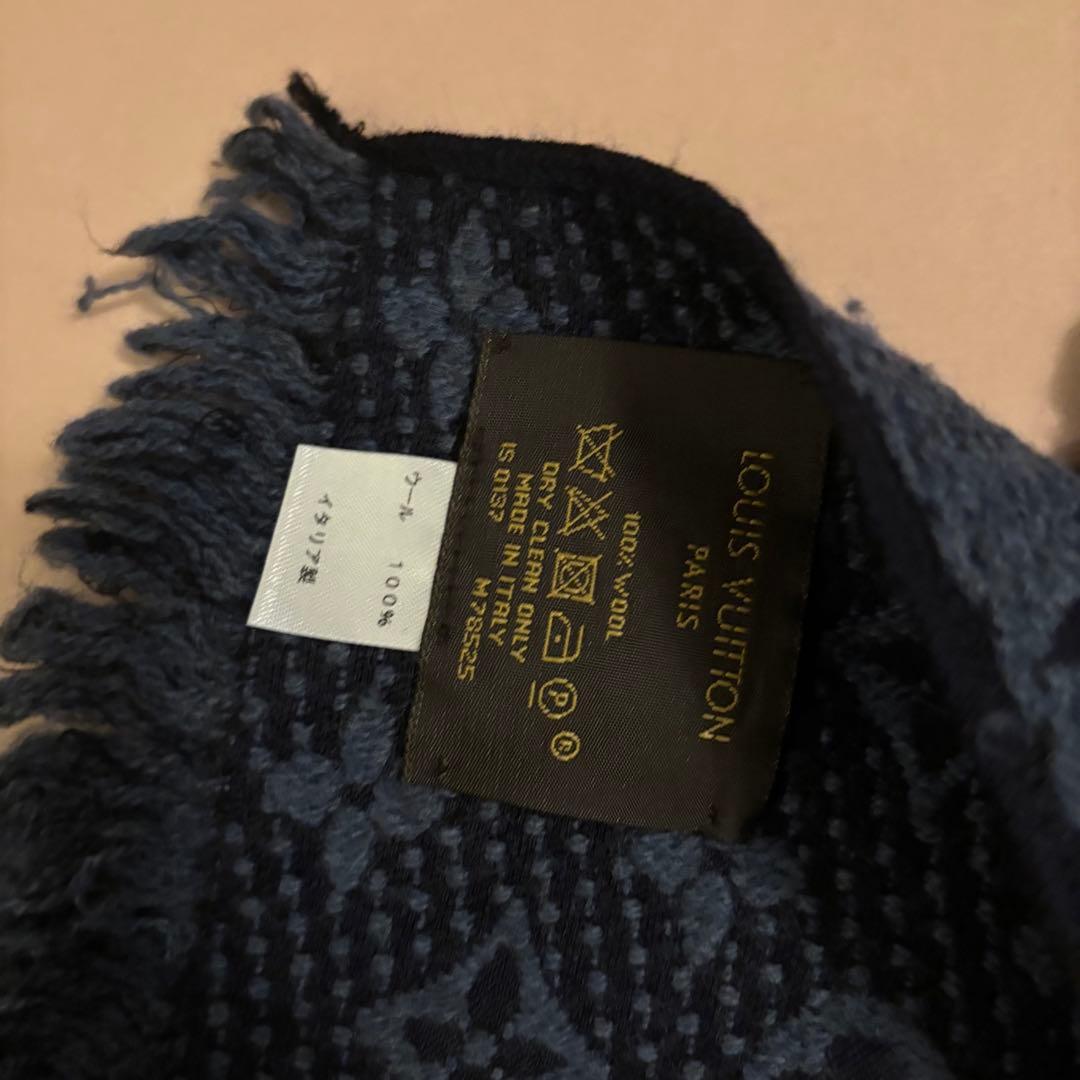 LOUIS VUITTON
PARIS
100% WOOL
P
F
DRY CLEAN ONLY
MADE IN ITALY
IS 0137 M78525
ウール 100%
イタリア製